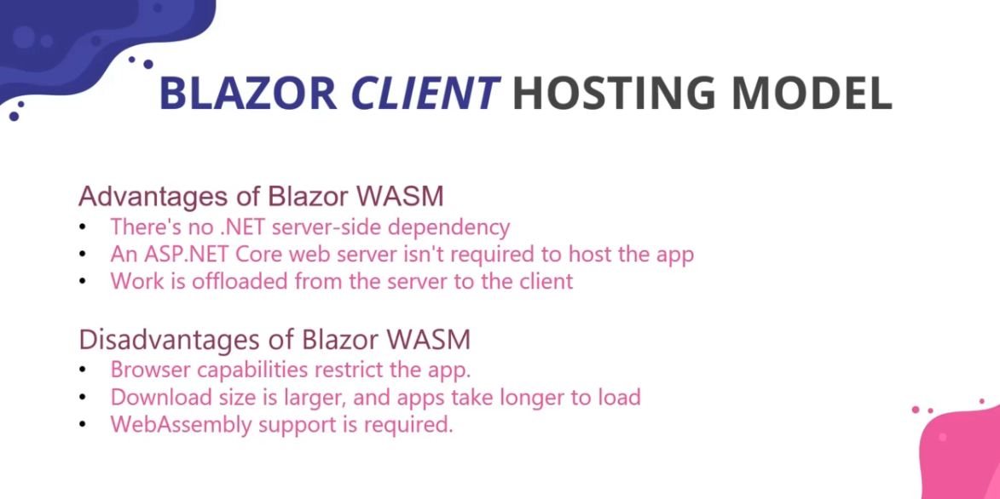 BLAZOR CLIENT HOSTING MODEL
Advantages of Blazor WASM
• There's no .NET server-side dependency
• An ASP.NET Core web server isn't required to host the app
• Work is offloaded from the server to the client
Disadvantages of Blazor WASM
• Browser capabilities restrict the app.
• Download size is larger, and apps take longer to load
• WebAssembly support is required.